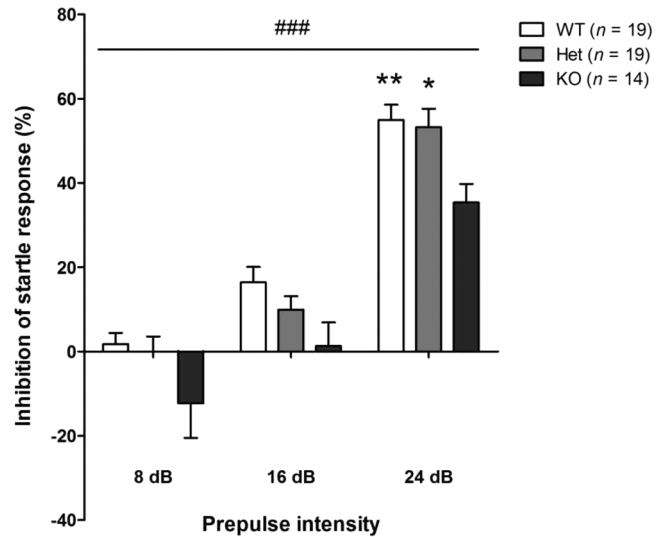 80
60
40
20
0
-20
-40
Inhibition of startle response (%)
###
** *
8 dB 16 dB 24 dB
Prepulse intensity
WT (n = 19)
Het (n = 19)
KO (n = 14)